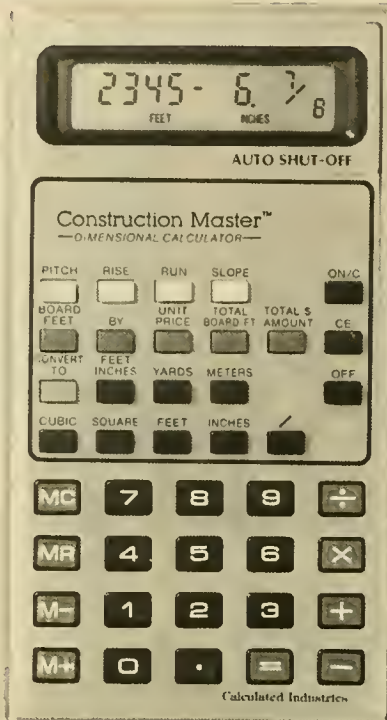 2345- 6. 7/8
FEET INCHES
AUTO SHUT-OFF
Construction Master™
—DIMENSIONAL CALCULATOR—
PITCH RISE RUN SLOPE ON/C
BOARD FEET BY UNIT PRICE TOTAL BOARD FT TOTAL $ AMOUNT CE
CONVERT TO FEET INCHES YARDS METERS OFF
CUBIC SQUARE FEET INCHES /
MC 7 8 9 ÷
MR 4 5 6 ×
M- 1 2 3 +
M+ 0 . = −
Calculated Industries